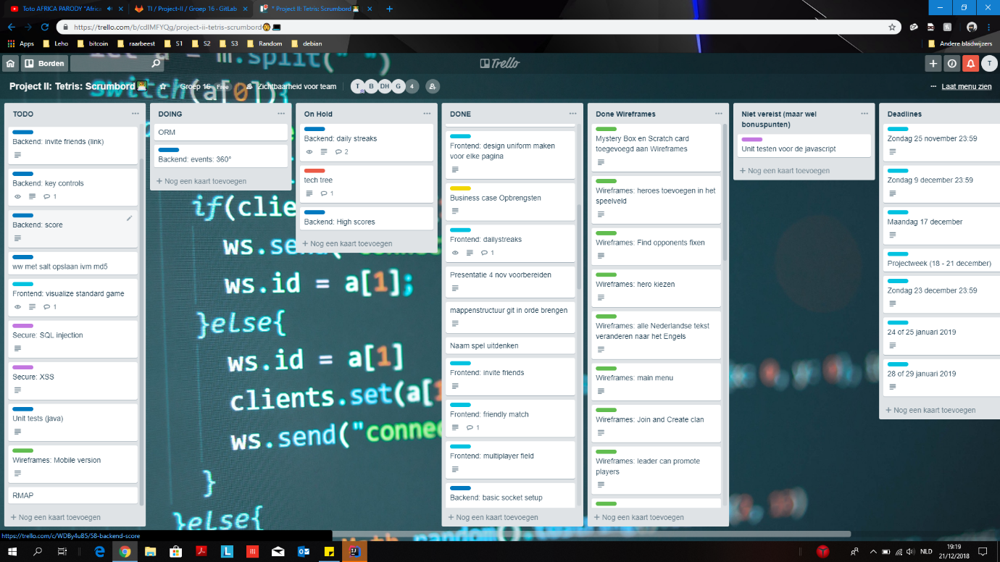 Toto AFRICA PARODY "Africa
TI / Project-II / Groep 16 · GitLab
* Project II: Tetris: Scrumbord
https://trello.com/b/cdIMFYQg/project-ii-tetris-scrumbord
Apps
Leho
bitcoin
raarbeest
S1
S2
S3
Random
debian
Andere bladwijzers
Borden
Trello
T
Project II: Tetris: Scrumbord
Groep 16
Free
Zichtbaarheid voor team
T
B
DH
G
4
... Laat menu zien
TODO
Backend: invite friends (link)
Backend: key controls
1
Backend: score
ww met salt opslaan ivm md5
Frontend: visualize standard game
1
Secure: SQL injection
Secure: XSS
Unit tests (java)
Wireframes: Mobile version
RMAP
+ Nog een kaart toevoegen
DOING
ORM
Backend: events: 360°
+ Nog een kaart toevoegen
On Hold
Backend: daily streaks
2
tech tree
1
Backend: High scores
+ Nog een kaart toevoegen
DONE
Frontend: design uniform maken
voor elke pagina
Business case Opbrengsten
Frontend: dailystreaks
1
Presentatie 4 nov voorbereiden
mappenstructuur git in orde brengen
Naam spel uitdenken
Frontend: invite friends
Frontend: friendly match
1
Frontend: multiplayer field
Backend: basic socket setup
+ Nog een kaart toevoegen
Done Wireframes
Mystery Box en Scratch card
toegevoegd aan Wireframes
Wireframes: heroes toevoegen in het
speelveld
Wireframes: Find opponents fixen
Wireframes: hero kiezen
Wireframes: alle Nederlandse tekst
veranderen naar het Engels
Wireframes: main menu
Wireframes: Join and Create clan
Wireframes: leader can promote
players
+ Nog een kaart toevoegen
Niet vereist (maar wel
bonuspunten)
Unit testen voor de javascript
+ Nog een kaart toevoegen
Deadlines
Zondag 25 november 23:59
Zondag 9 december 23:59
Maandag 17 december
Projectweek (18 - 21 december)
Zondag 23 december 23:59
24 of 25 januari 2019
28 of 29 januari 2019
+ Nog een kaart toevoegen
m.split(" ")
switch(a[0]){
if(clie
ws.send("connec
ws.id = a[1];
}else{
ws.id = a[1]
clients.set(a[1
ws.send("connec
}
}else{
https://trello.com/c/WDBy4uB5/58-backend-score
NLD
19:19
21/12/2018